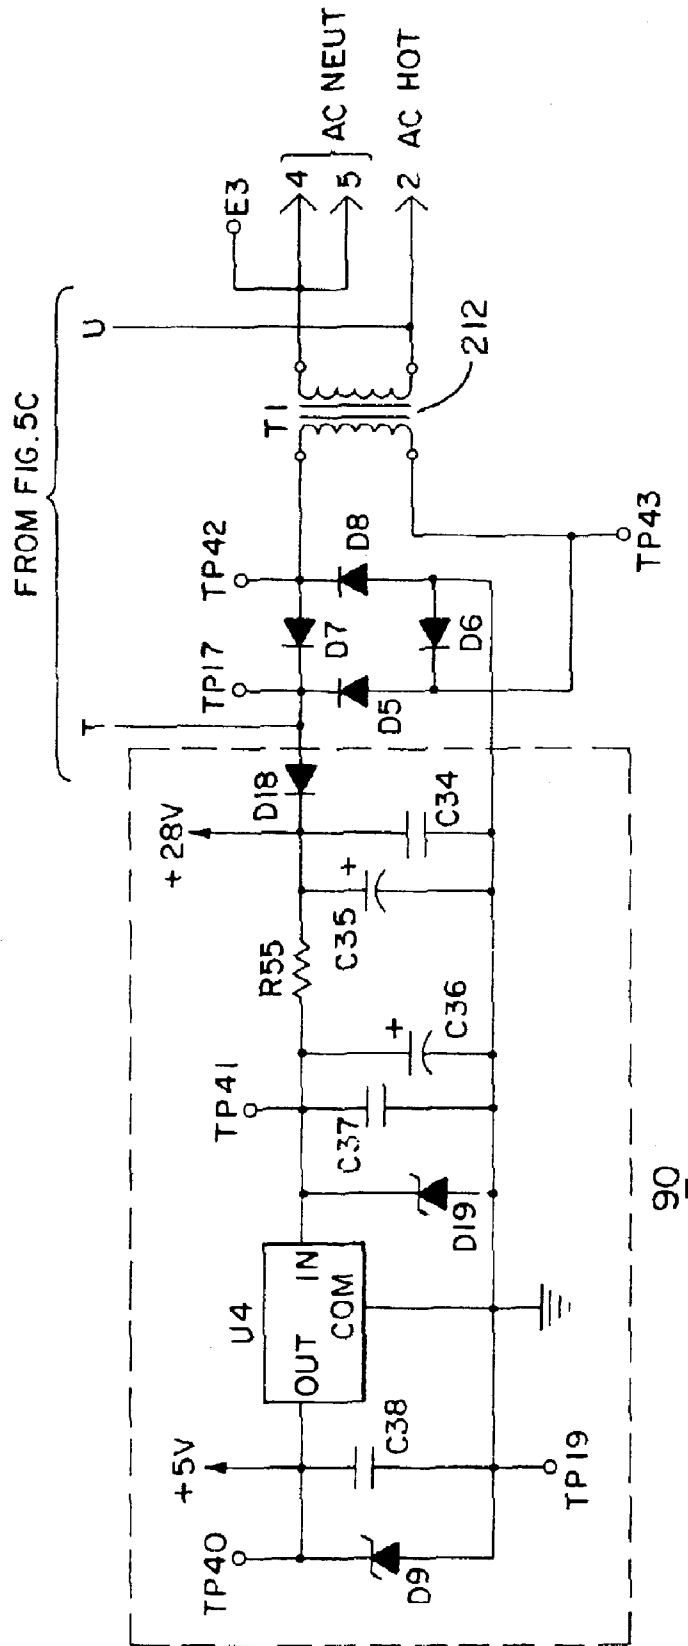 FROM FIG. 5C
T
U
E3
4
5
AC NEUT
2 AC HOT
T1
212
TP42
TP17
D8
D7
D6
D5
TP43
+28V
D18
C34
C35
+
R55
C36
+
TP41
C37
D19
U4
OUT
IN
COM
+5V
C38
TP40
D9
TP19
90